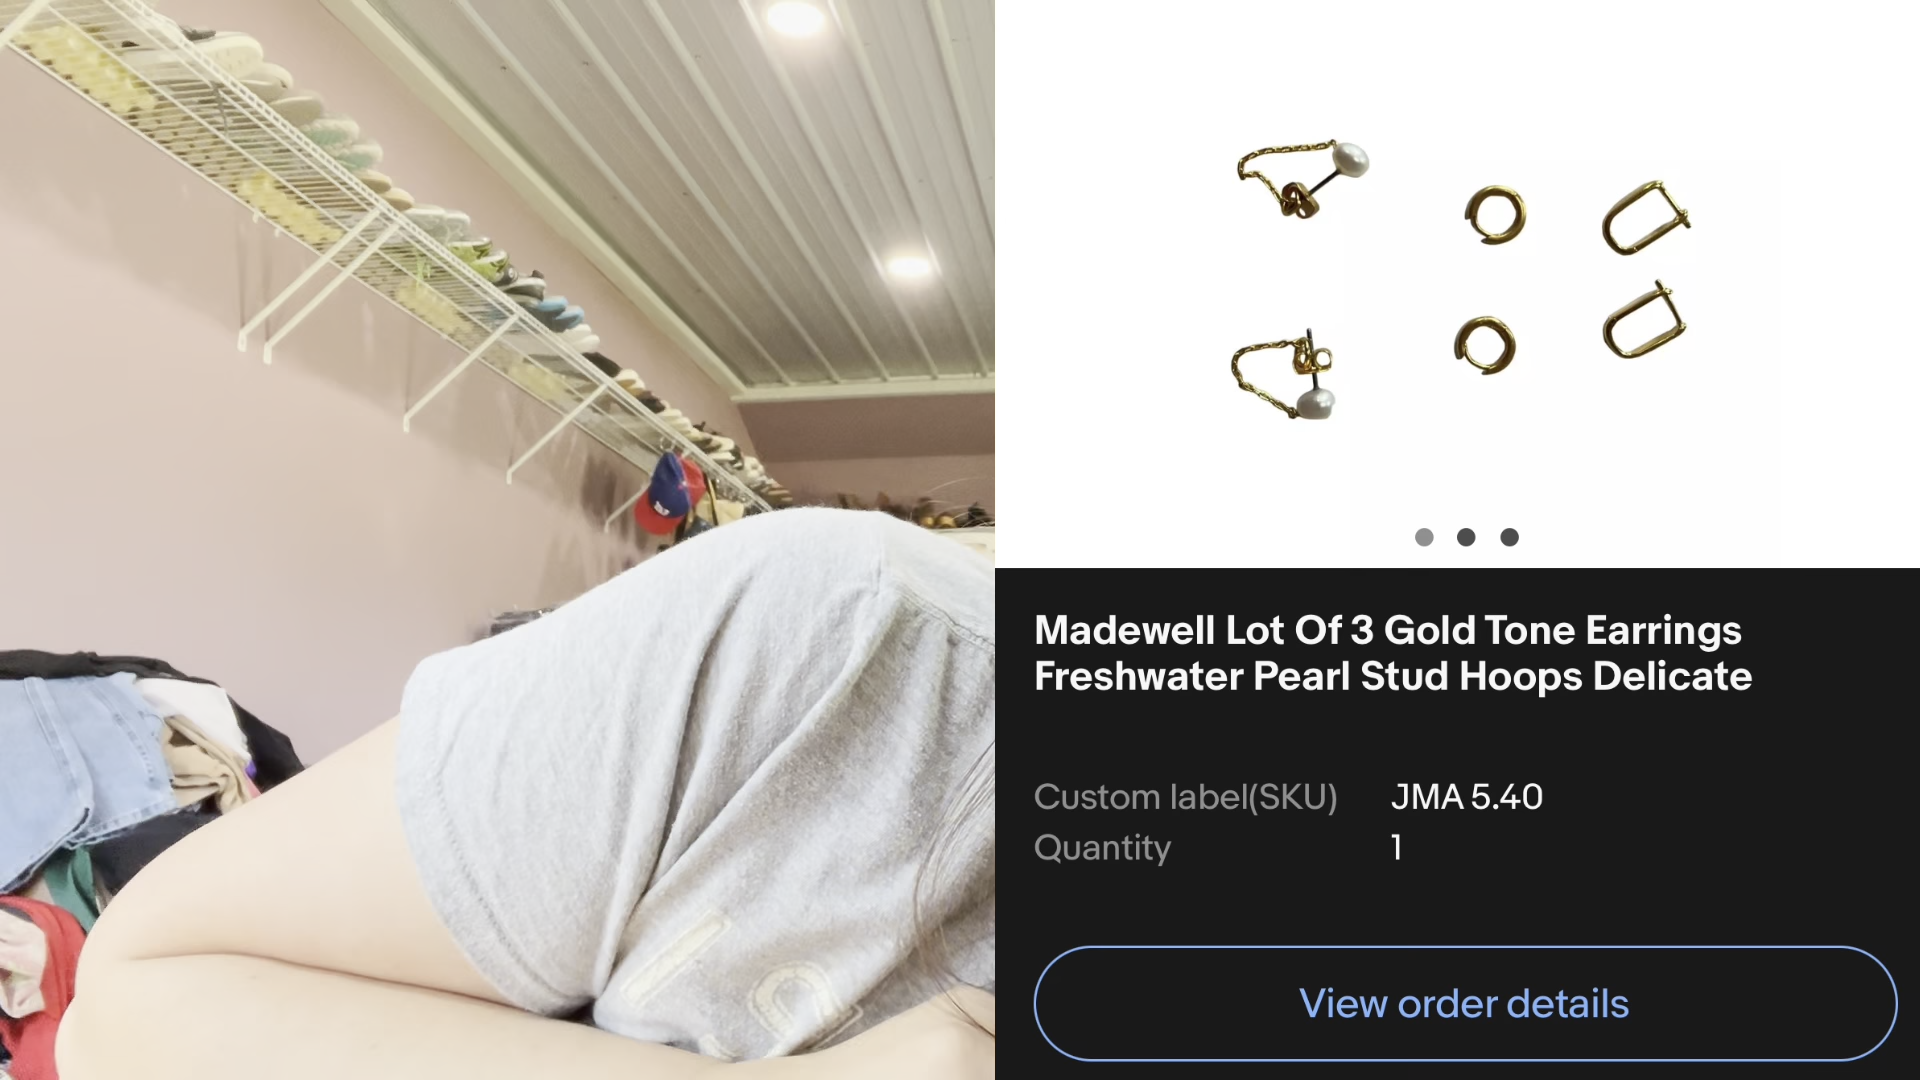 Madewell Lot Of 3 Gold Tone Earrings
Freshwater Pearl Stud Hoops Delicate
Custom label(SKU) JMA 5.40
Quantity 1
View order details